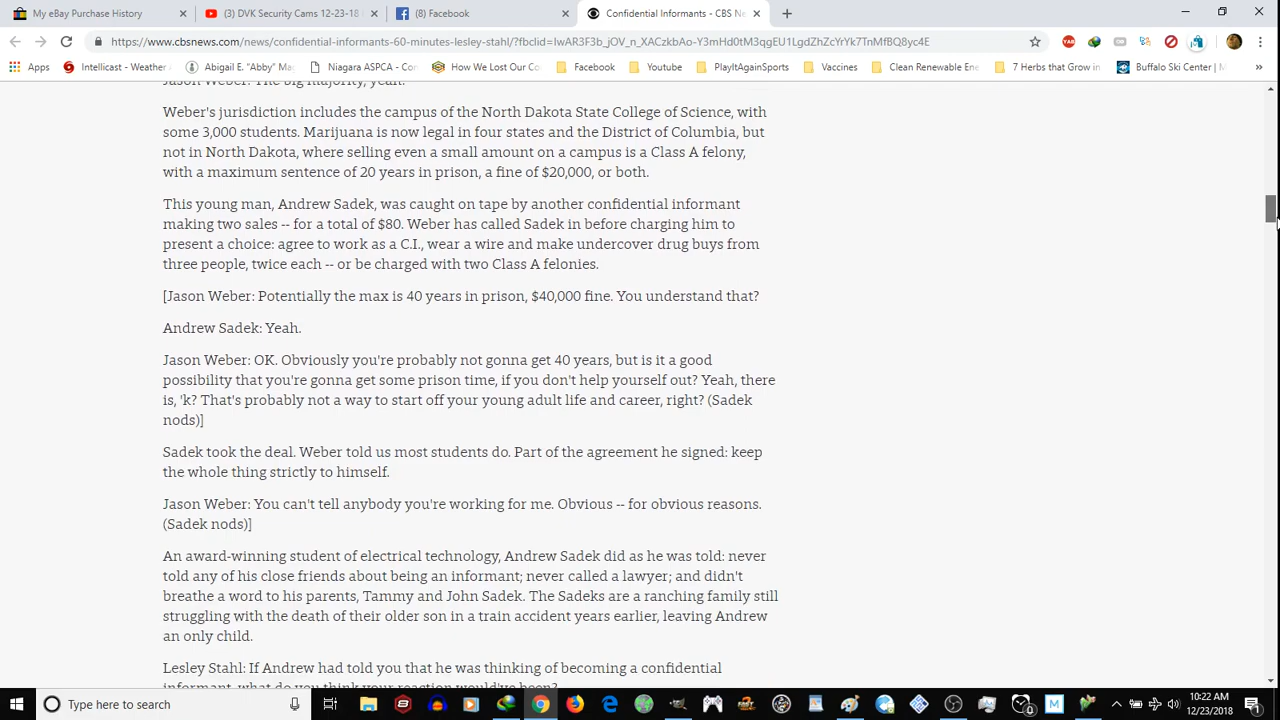 My eBay Purchase History
(3) DVK Security Cams 12-23-18
(8) Facebook
Confidential Informants - CBS Ne
https://www.cbsnews.com/news/confidential-informants-60-minutes-lesley-stahl/?fbclid=IwAR3F3b_jOV_n_XACzkbAo-Y3mHd0tM3qgEU1LgdZhZcYrYk7TnMfBQ8yc4E
Apps
Intellicast - Weather
Abigail E. "Abby" Mag
Niagara ASPCA - For
How We Lost Our Co
Facebook
Youtube
PlayItAgainSports
Vaccines
Clean Renewable Ene
7 Herbs that Grow in
Buffalo Ski Center | M
»
Jason Weber: The big majority, yeah.
Weber's jurisdiction includes the campus of the North Dakota State College of Science, with
some 3,000 students. Marijuana is now legal in four states and the District of Columbia, but
not in North Dakota, where selling even a small amount on a campus is a Class A felony,
with a maximum sentence of 20 years in prison, a fine of $20,000, or both.
This young man, Andrew Sadek, was caught on tape by another confidential informant
making two sales -- for a total of $80. Weber has called Sadek in before charging him to
present a choice: agree to work as a C.I., wear a wire and make undercover drug buys from
three people, twice each -- or be charged with two Class A felonies.
[Jason Weber: Potentially the max is 40 years in prison, $40,000 fine. You understand that?
Andrew Sadek: Yeah.
Jason Weber: OK. Obviously you're probably not gonna get 40 years, but is it a good
possibility that you're gonna get some prison time, if you don't help yourself out? Yeah, there
is, 'k? That's probably not a way to start off your young adult life and career, right? (Sadek
nods)]
Sadek took the deal. Weber told us most students do. Part of the agreement he signed: keep
the whole thing strictly to himself.
Jason Weber: You can't tell anybody you're working for me. Obvious -- for obvious reasons.
(Sadek nods)]
An award-winning student of electrical technology, Andrew Sadek did as he was told: never
told any of his close friends about being an informant; never called a lawyer; and didn't
breathe a word to his parents, Tammy and John Sadek. The Sadeks are a ranching family still
struggling with the death of their older son in a train accident years earlier, leaving Andrew
an only child.
Lesley Stahl: If Andrew had told you that he was thinking of becoming a confidential
informant, what do you think your reaction would've been?
Type here to search
10:22 AM
12/23/2018